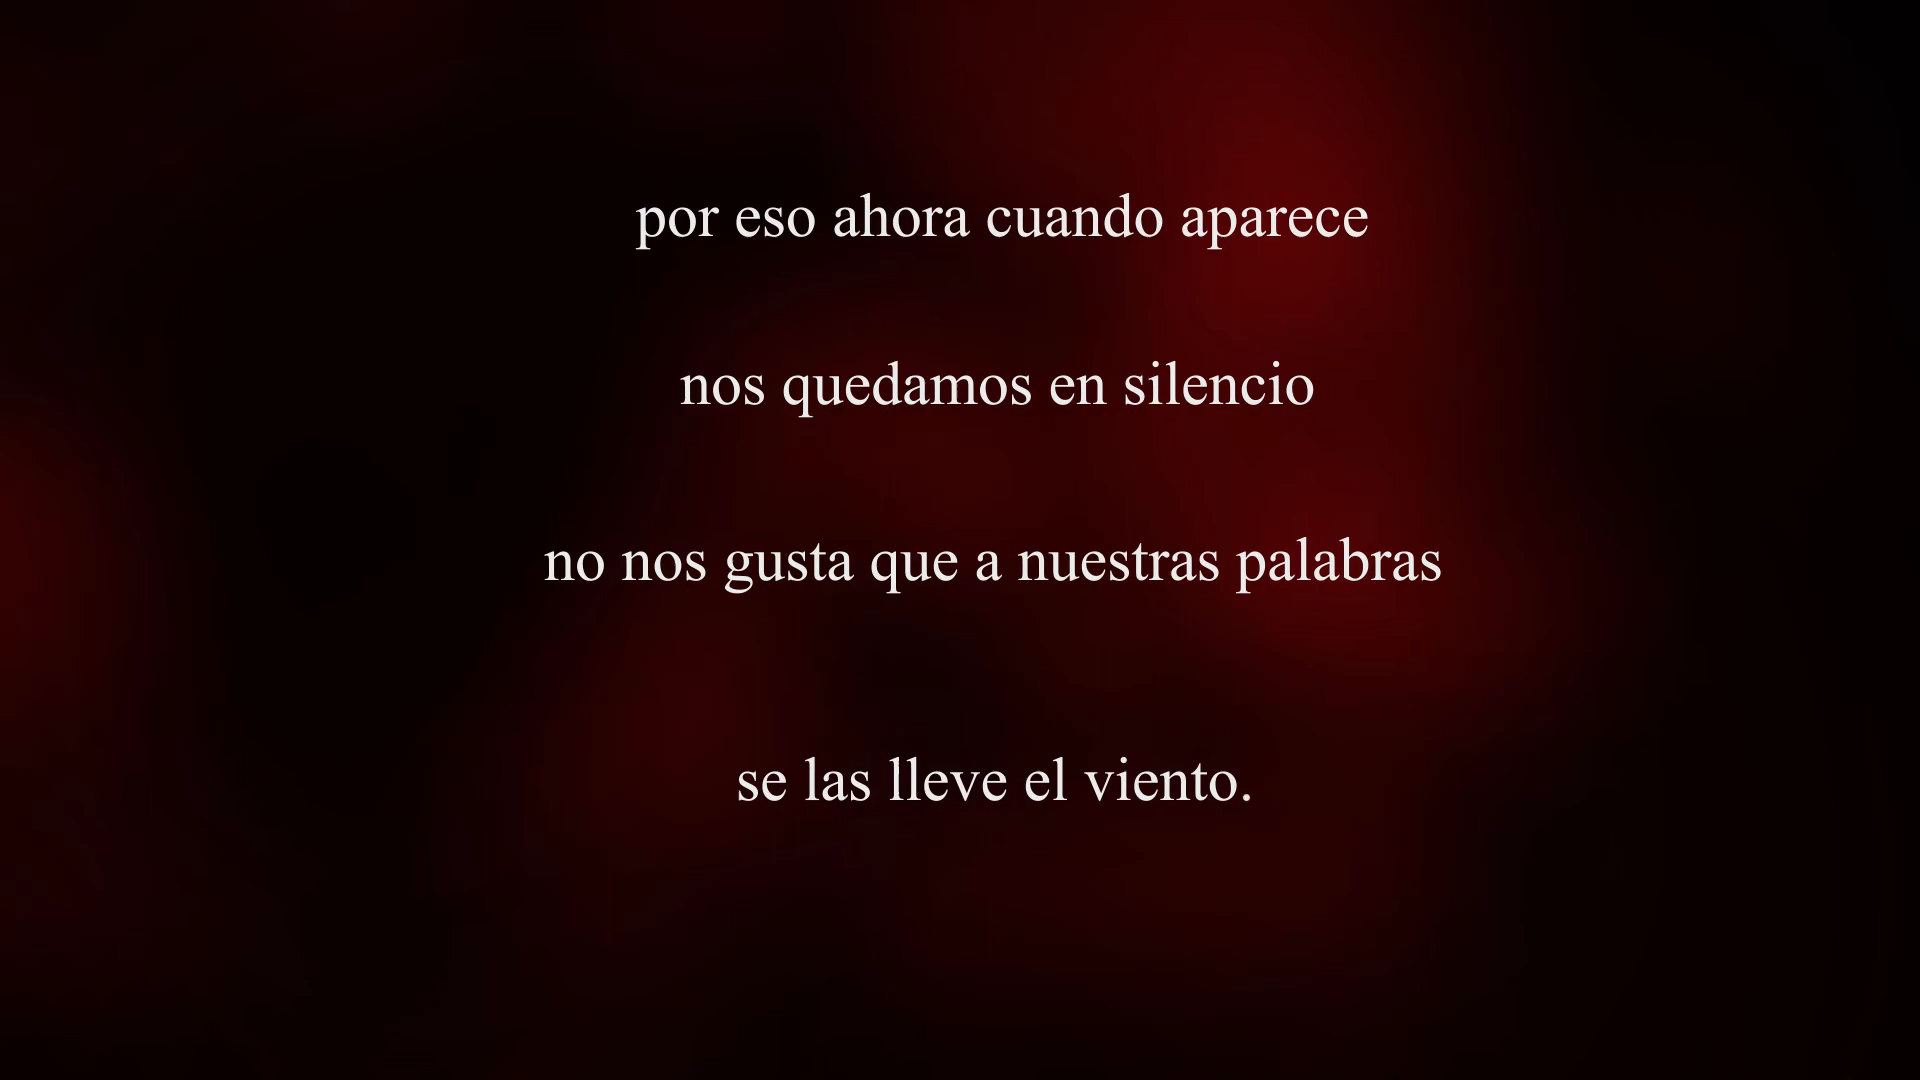 por eso ahora cuando aparece
nos quedamos en silencio
no nos gusta que a nuestras palabras
se las lleve el viento.